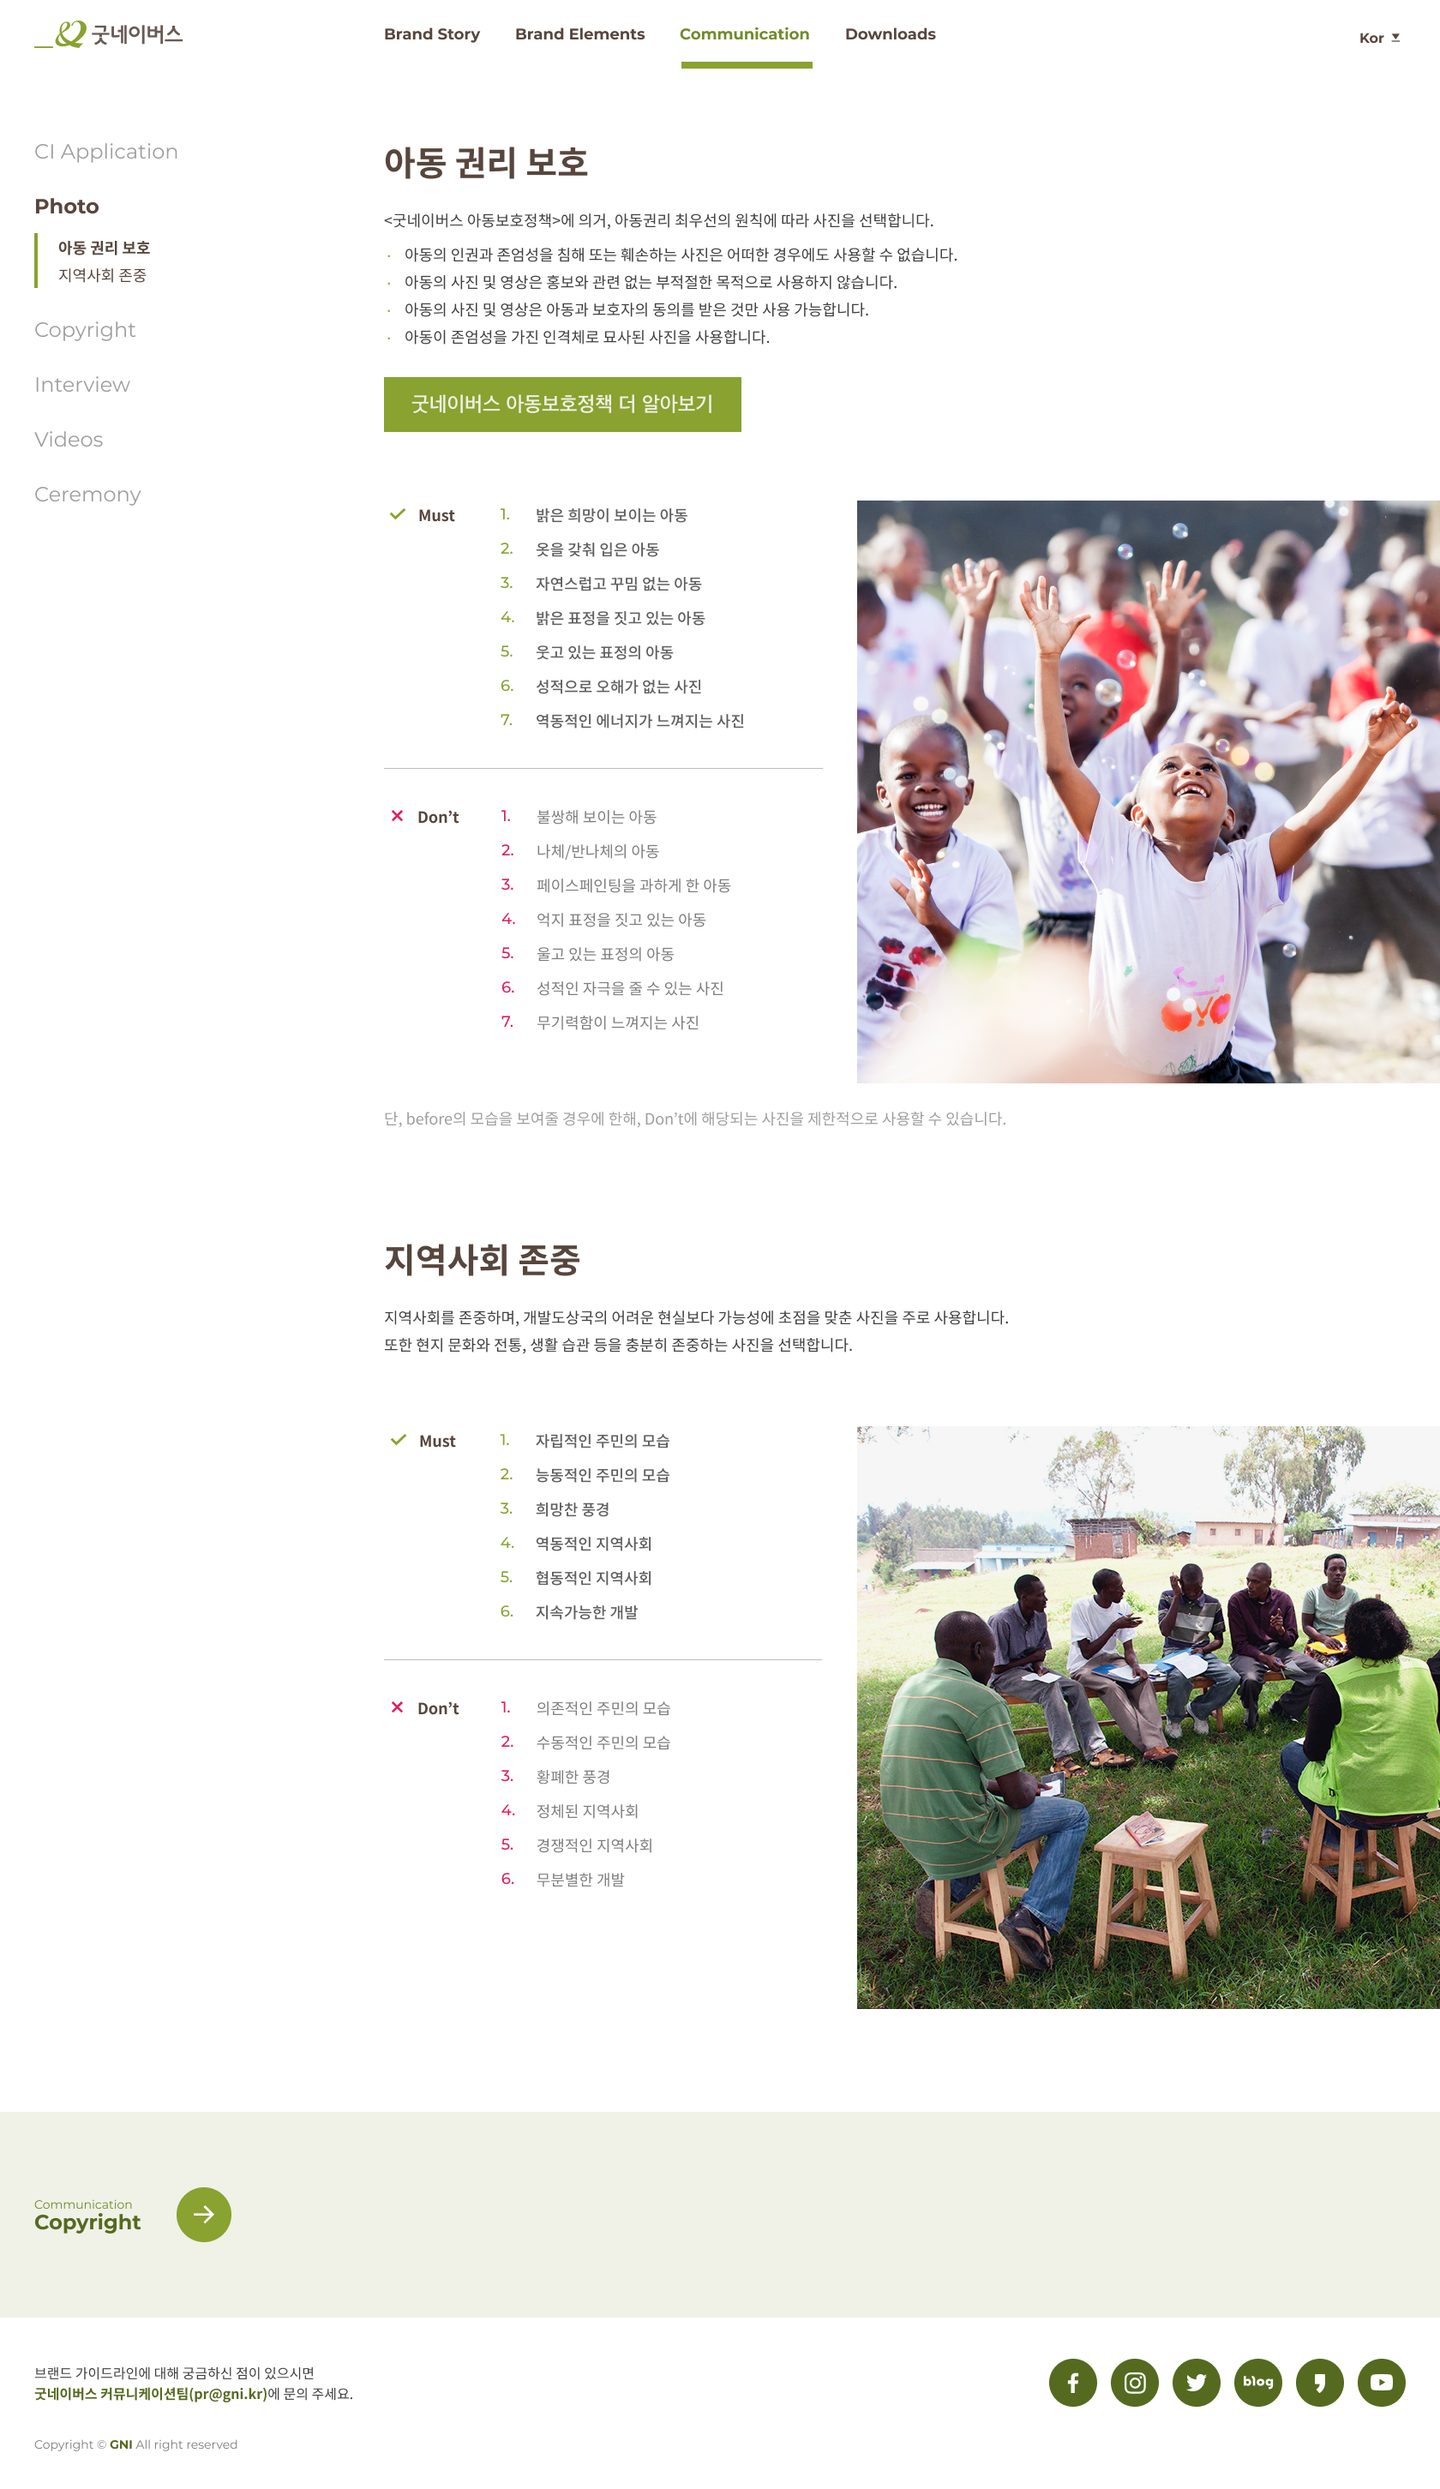 굿네이버스
Brand Story
Brand Elements
Communication
Downloads
Kor
CI Application
Photo
아동 권리 보호
지역사회 존중
Copyright
Interview
Videos
Ceremony
아동 권리 보호
<굿네이버스 아동보호정책>에 의거, 아동권리 최우선의 원칙에 따라 사진을 선택합니다.
· 아동의 인권과 존엄성을 침해 또는 훼손하는 사진은 어떠한 경우에도 사용할 수 없습니다.
· 아동의 사진 및 영상은 홍보와 관련 없는 부적절한 목적으로 사용하지 않습니다.
· 아동의 사진 및 영상은 아동과 보호자의 동의를 받은 것만 사용 가능합니다.
· 아동이 존엄성을 가진 인격체로 묘사된 사진을 사용합니다.
굿네이버스 아동보호정책 더 알아보기
Must
1. 밝은 희망이 보이는 아동
2. 옷을 갖춰 입은 아동
3. 자연스럽고 꾸밈 없는 아동
4. 밝은 표정을 짓고 있는 아동
5. 웃고 있는 표정의 아동
6. 성적으로 오해가 없는 사진
7. 역동적인 에너지가 느껴지는 사진
Don't
1. 불쌍해 보이는 아동
2. 나체/반나체의 아동
3. 페이스페인팅을 과하게 한 아동
4. 억지 표정을 짓고 있는 아동
5. 울고 있는 표정의 아동
6. 성적인 자극을 줄 수 있는 사진
7. 무기력함이 느껴지는 사진
단, before의 모습을 보여줄 경우에 한해, Don't에 해당되는 사진을 제한적으로 사용할 수 있습니다.
지역사회 존중
지역사회를 존중하며, 개발도상국의 어려운 현실보다 가능성에 초점을 맞춘 사진을 주로 사용합니다.
또한 현지 문화와 전통, 생활 습관 등을 충분히 존중하는 사진을 선택합니다.
Must
1. 자립적인 주민의 모습
2. 능동적인 주민의 모습
3. 희망찬 풍경
4. 역동적인 지역사회
5. 협동적인 지역사회
6. 지속가능한 개발
Don't
1. 의존적인 주민의 모습
2. 수동적인 주민의 모습
3. 황폐한 풍경
4. 정체된 지역사회
5. 경쟁적인 지역사회
6. 무분별한 개발
Communication
Copyright
브랜드 가이드라인에 대해 궁금하신 점이 있으시면
굿네이버스 커뮤니케이션팀(pr@gni.kr)에 문의 주세요.
blog
Copyright © GNI All right reserved